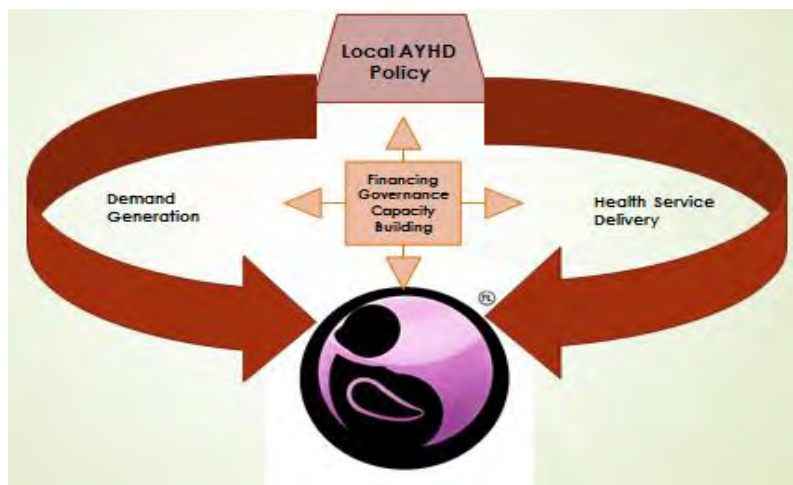 Local AYHD
Policy
Demand
Generation
Financing
Governance
Capacity
Building
Health Service
Delivery